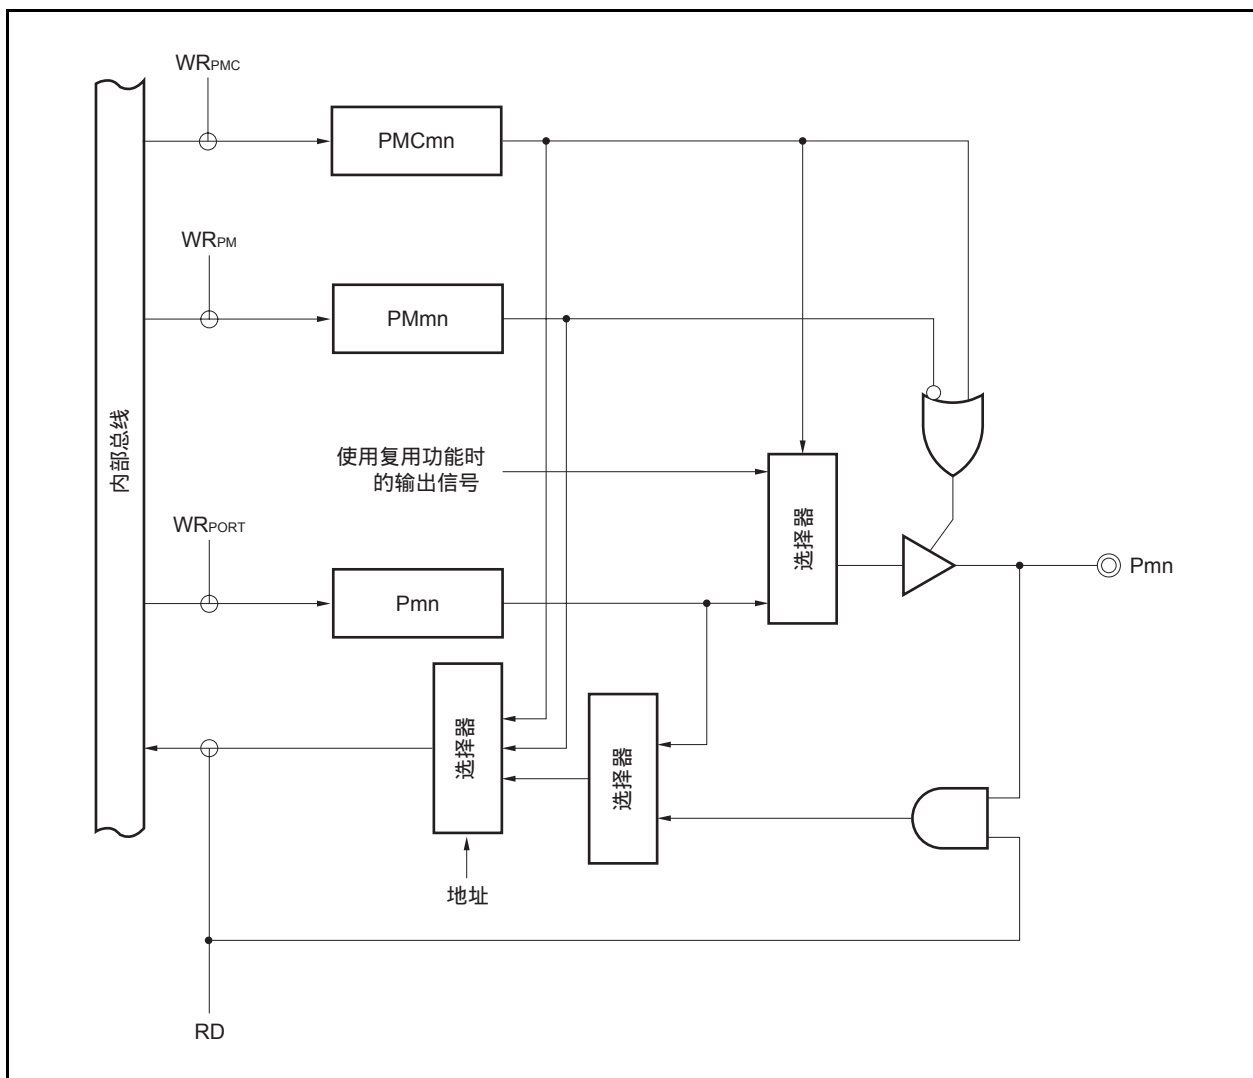 WRPMC
PMCmn
WRPM
PMmn
内部总线
使用复用功能时
的输出信号
选择器
WRPORT
Pmn
Pmn
选择器
选择器
地址
RD